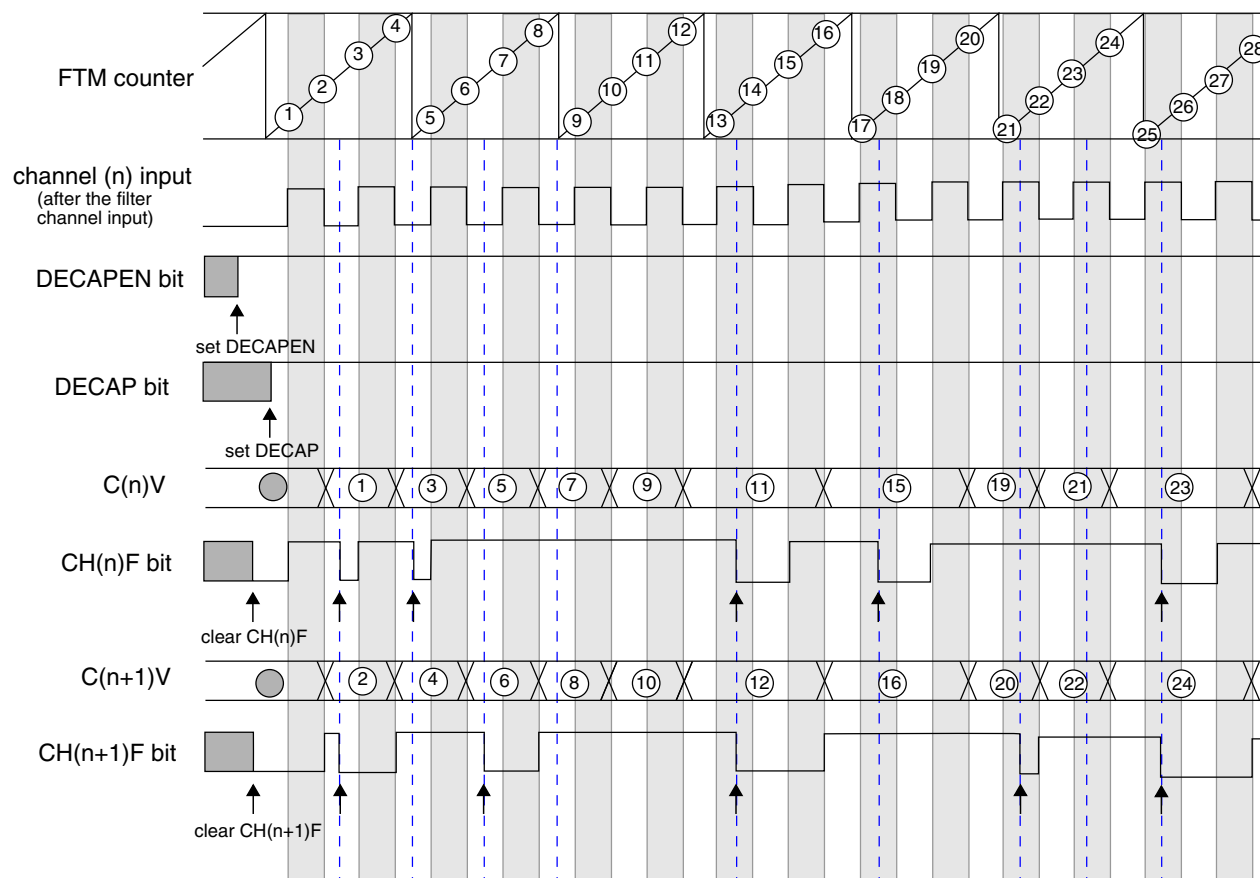 FTM counter
1 2 3 4 5 6 7 8 9 10 11 12 13 14 15 16 17 18 19 20 21 22 23 24 25 26 27 28
channel (n) input
(after the filter
channel input)
DECAPEN bit
set DECAPEN
DECAP bit
set DECAP
C(n)V 1 3 5 7 9 11 15 19 21 23
CH(n)F bit
clear CH(n)F
C(n+1)V 2 4 6 8 10 12 16 20 22 24
CH(n+1)F bit
clear CH(n+1)F